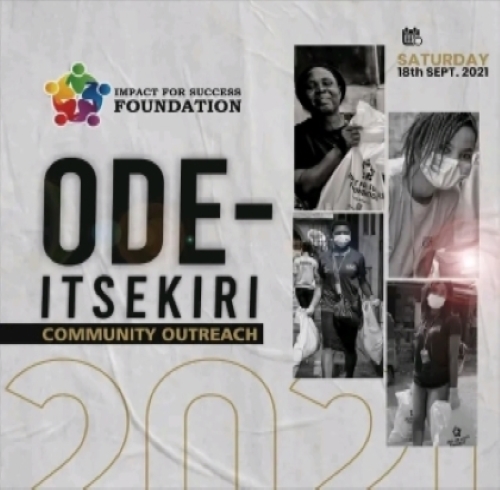 IMPACT FOR SUCCESS
FOUNDATION
SATURDAY
18th SEPT. 2021
ODE-
ITSEKIRI
COMMUNITY OUTREACH
2021